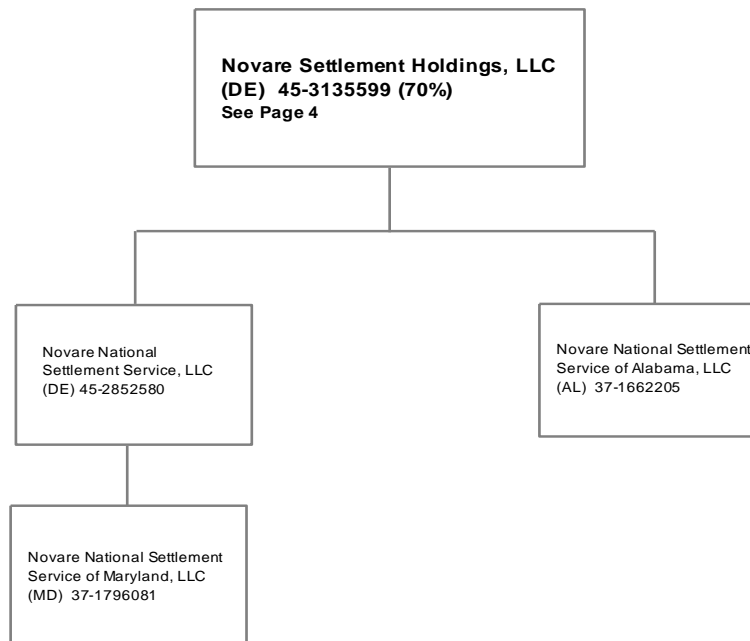 Novare Settlement Holdings, LLC
(DE) 45-3135599 (70%)
See Page 4
Novare National
Settlement Service, LLC
(DE) 45-2852580
Novare National Settlement
Service of Alabama, LLC
(AL) 37-1662205
Novare National Settlement
Service of Maryland, LLC
(MD) 37-1796081